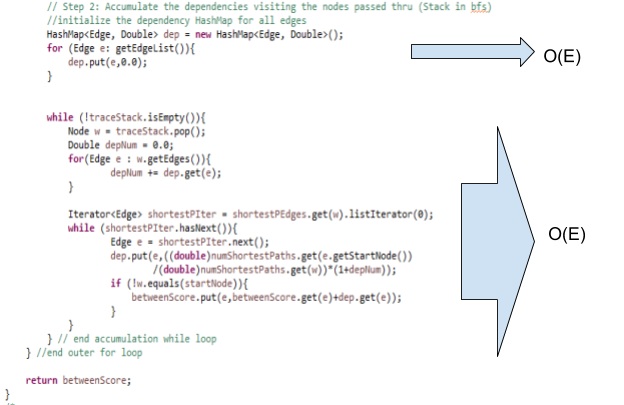 // Step 2: Accumulate the dependencies visiting the nodes passed thru (Stack in bfs)
//initialize the dependency HashMap for all edges
HashMap<Edge, Double> dep = new HashMap<Edge, Double>();
for (Edge e: getEdgeList()){
dep.put(e,0.0);
}
O(E)
while (!traceStack.isEmpty()){
Node w = traceStack.pop();
Double depNum = 0.0;
for(Edge e : w.getEdges()){
depNum += dep.get(e);
}
Iterator<Edge> shortestPIter = shortestPEdges.get(w).listIterator(0);
while (shortestPIter.hasNext()){
Edge e = shortestPIter.next();
dep.put(e,((double)numShortestPaths.get(e.getStartNode())
/(double)numShortestPaths.get(w))*(1+depNum));
if (!w.equals(startNode)){
betweenScore.put(e,betweenScore.get(e)+dep.get(e));
}
}
} // end accumulation while loop
} //end outer for loop
O(E)
return betweenScore;
}